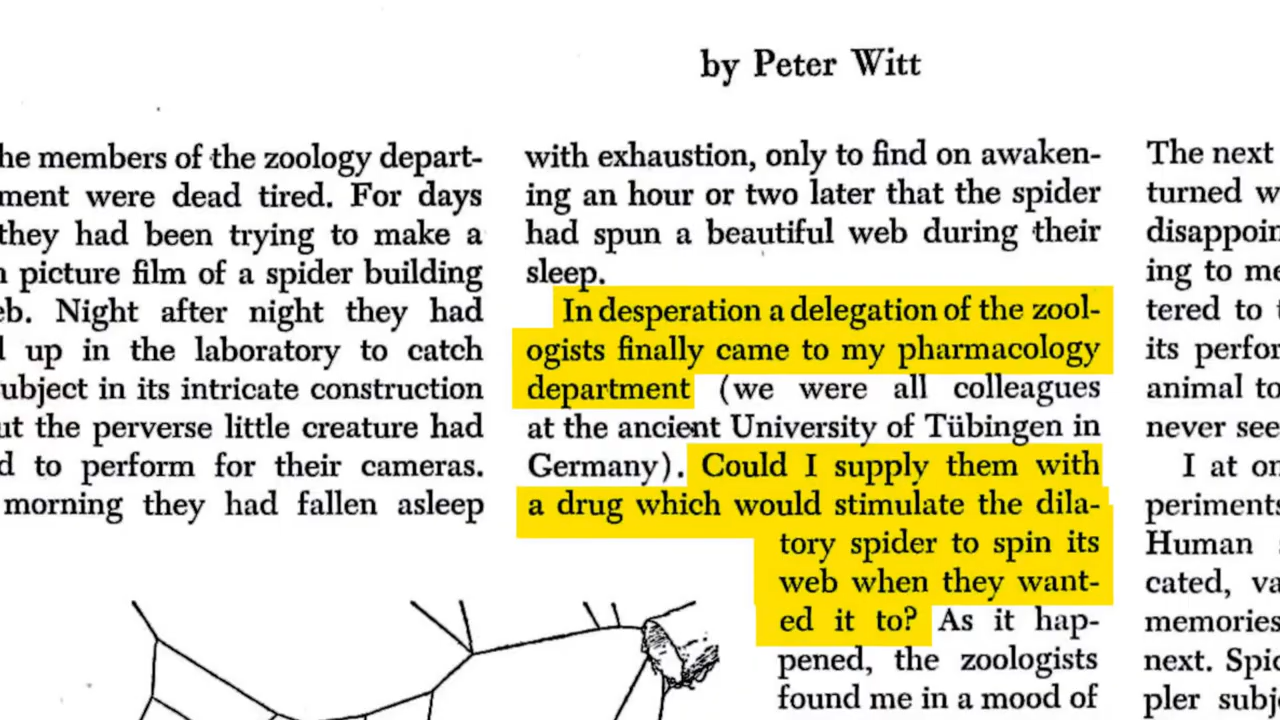 by Peter Witt
he members of the zoology depart-
ment were dead tired. For days
they had been trying to make a
picture film of a spider building
Night after night they had
up in the laboratory to catch
ubject in its intricate construction
the perverse little creature had
to perform for their cameras.
morning they had fallen asleep
with exhaustion, only to find on awaken-
ing an hour or two later that the spider
had spun a beautiful web during their
sleep.
In desperation a delegation of the zool-
ogists finally came to my pharmacology
department (we were all colleagues
at the ancient University of Tübingen in
Germany). Could I supply them with
a drug which would stimulate the dila-
tory spider to spin its
web when they want-
ed it to? As it hap-
pened, the zoologists
found me in a mood of
The next
turned w
disappoin
ing to me
tered to
its perfor
animal to
never see
I at on
periments
Human
cated, va
memories
next. Spid
pler subj